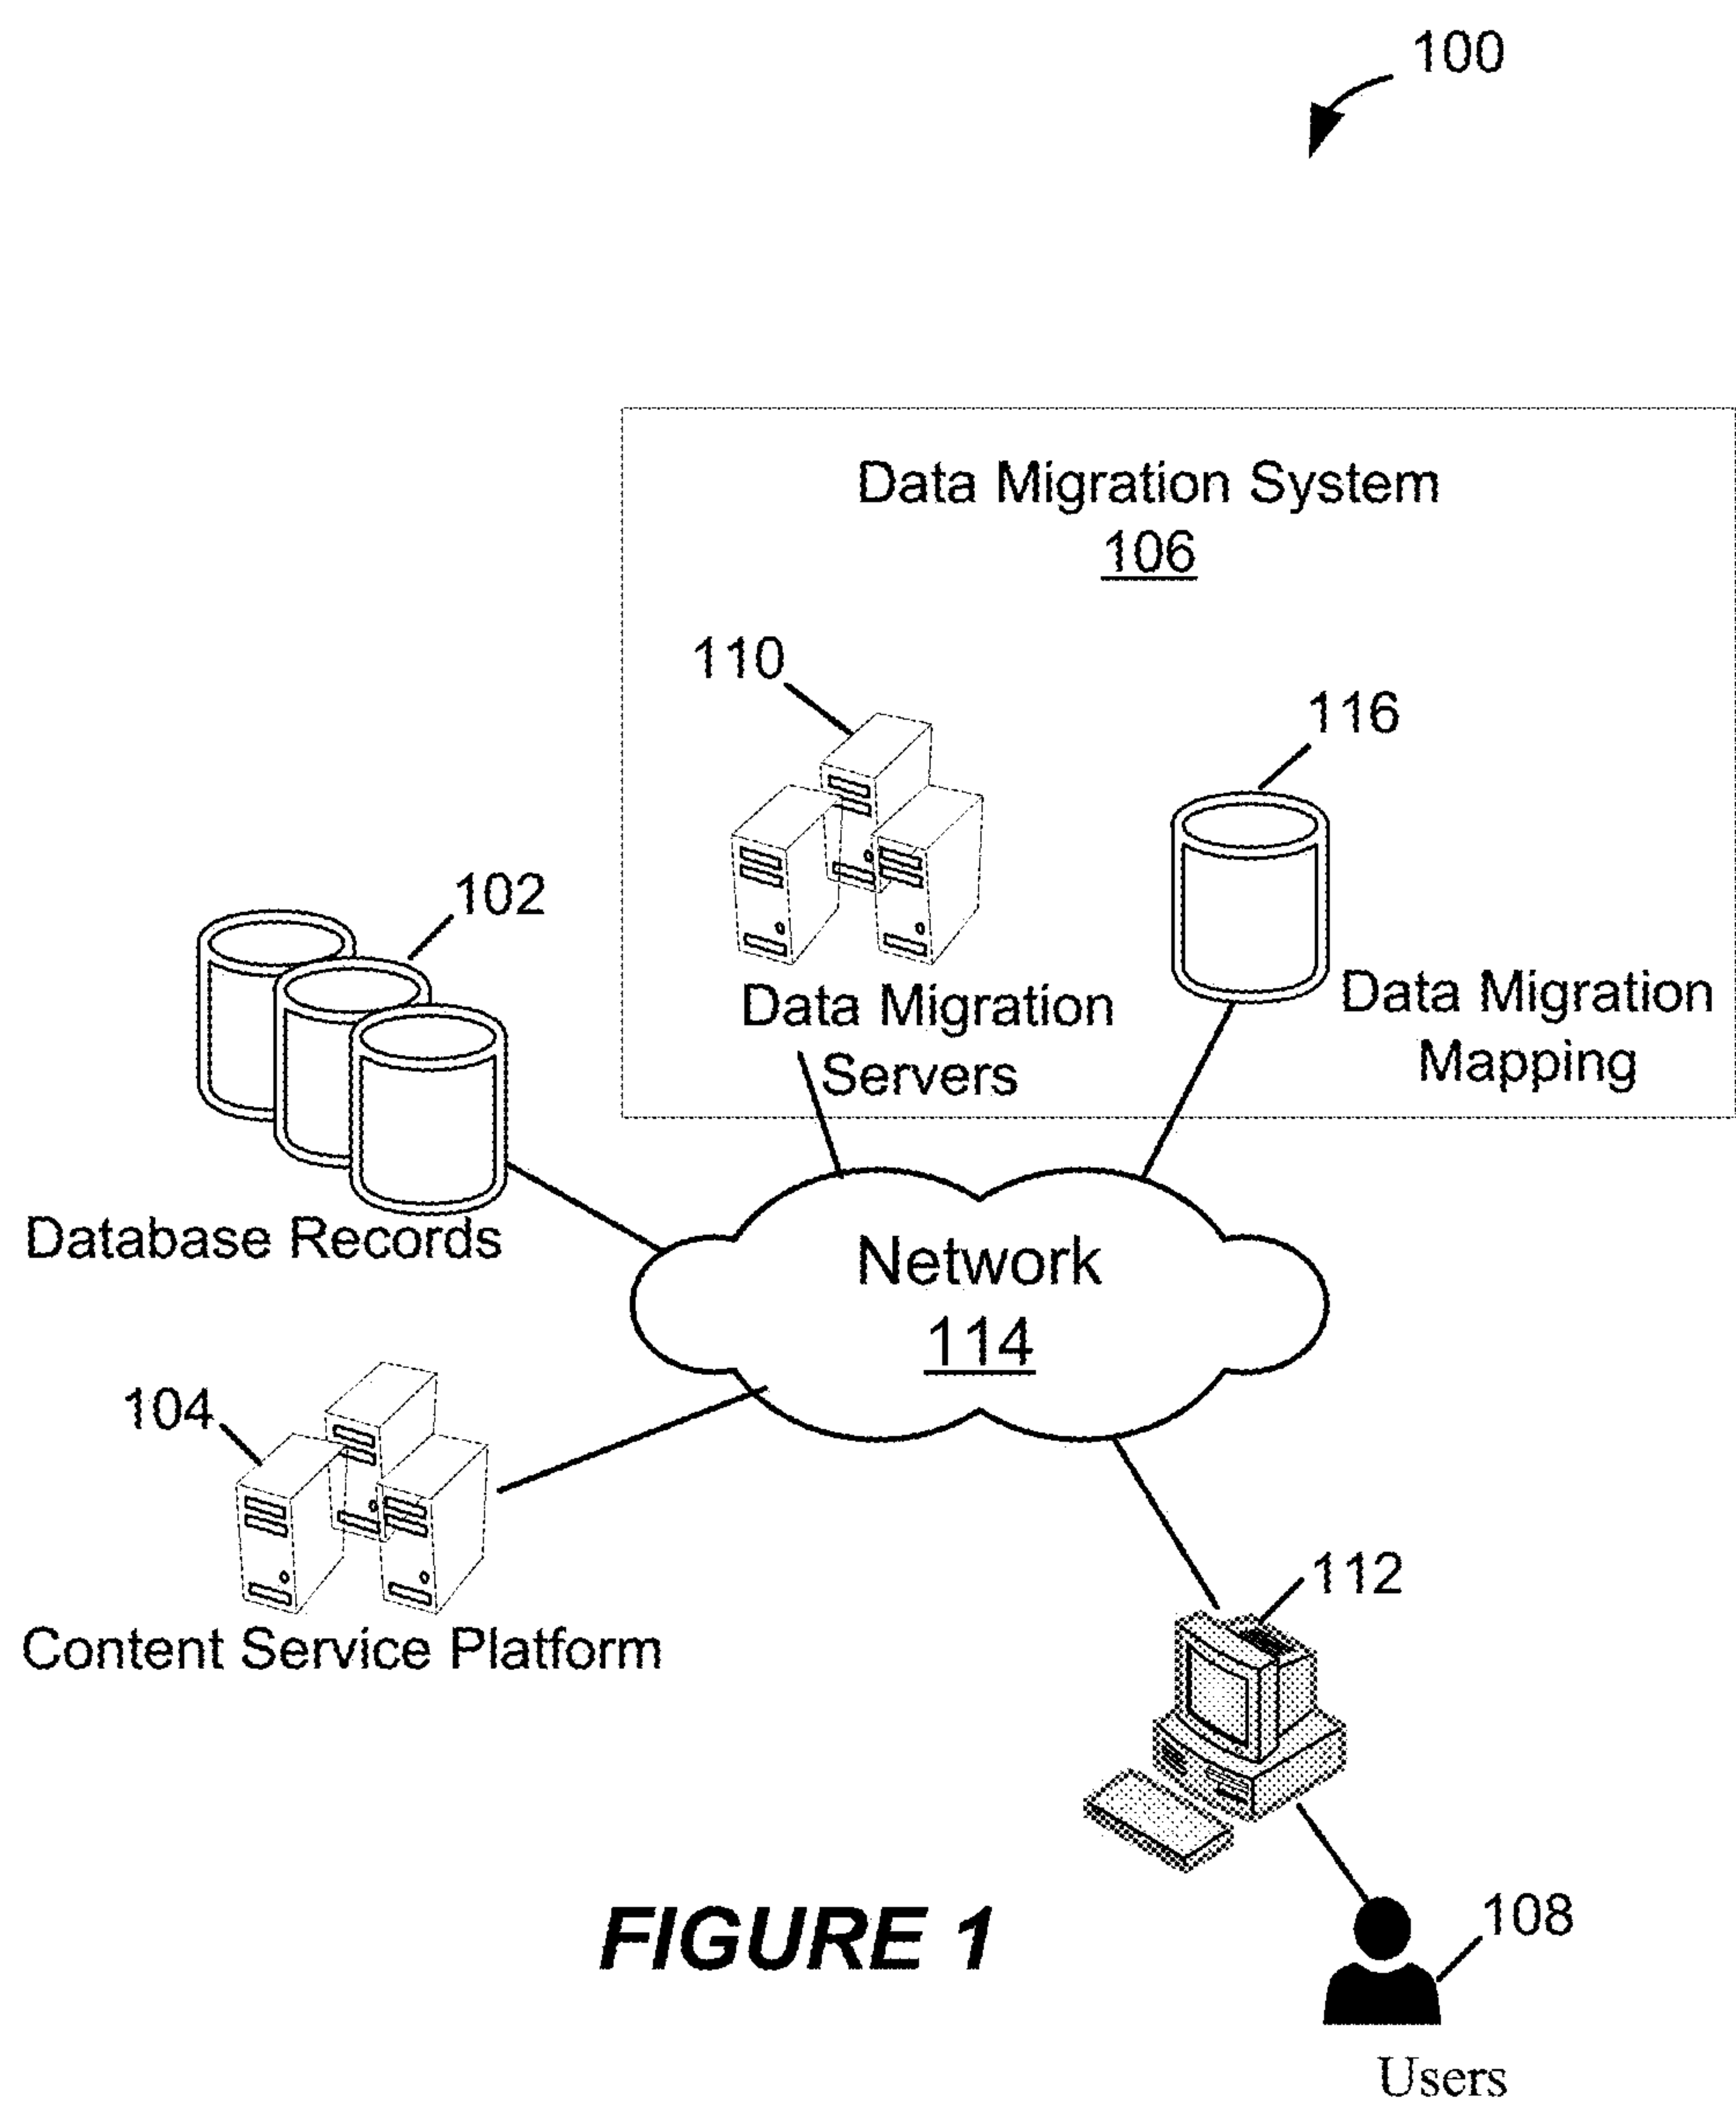 100
Data Migration System
106
110
116
102
Data Migration
Servers
Data Migration
Mapping
Database Records
Network
114
104
Content Service Platform
112
FIGURE 1
108
Users